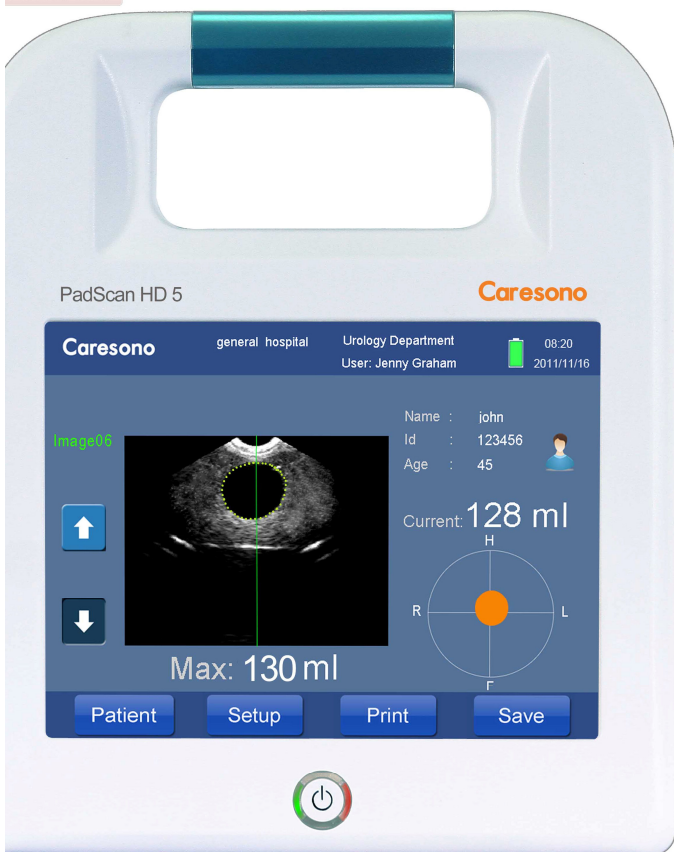 PadScan HD 5
Caresono
Caresono
general hospital
Urology Department
User: Jenny Graham
08:20
2011/11/16
Image06
Name : john
Id : 123456
Age : 45
Current: 128 ml
H
R
L
Max: 130 ml
Patient
Setup
Print
Save